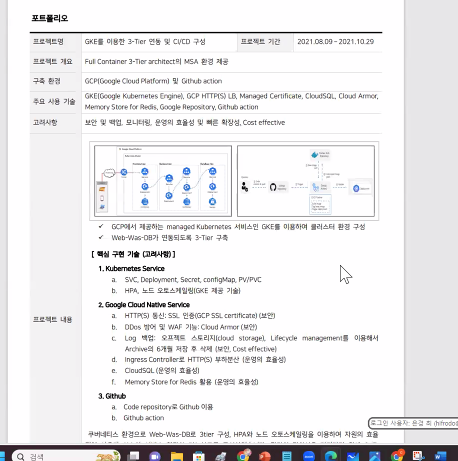 포트폴리오
프로젝트명 GKE를 이용한 3-Tier 연동 및 CI/CD 구성 프로젝트 기간 2021.08.09 – 2021.10.29
프로젝트 개요 Full Container 3-Tier architect의 MSA 환경 제공
구축 환경 GCP(Google Cloud Platform) 및 Github action
주요 사용 기술 GKE(Google Kubernetes Engine), GCP HTTP(S) LB, Managed Certificate, CloudSQL, Cloud Armor,
Memory Store for Redis, Google Repository, Github action
고려사항 보안 및 백업, 모니터링, 운영의 효율성 및 빠른 확장성, Cost effective
✓ GCP에서 제공하는 managed Kubernetes 서비스인 GKE를 이용하여 클러스터 환경 구성
✓ Web-Was-DB가 연동되도록 3-Tier 구축
[ 핵심 구현 기술 (고려사항) ]
1. Kubernetes Service
a. SVC, Deployment, Secret, configMap, PV/PVC
b. HPA, 노드 오토스케일링(GKE 제공 기술)
2. Google Cloud Native Service
a. HTTP(S) 통신: SSL 인증(GCP SSL certificate) (보안)
b. DDos 방어 및 WAF 기능: Cloud Armor (보안)
c. Log 백업: 오프젝트 스토리지(cloud storage), Lifecycle management를 이용해서
Archive의 6개월 저장 후 삭제 (보안, Cost effective)
프로젝트 내용
d. Ingress Controller로 HTTP(S) 부하분산 (운영의 효율성)
e. CloudSQL (운영의 효율성)
f. Memory Store for Redis 활용 (운영의 효율성)
3. Github
a. Code repository로 Github 이용
b. Github action
로그인 사용자: 은겸 최
쿠버네티스 환경으로 Web-Was-DB로 3tier 구성, HPA와 노드 오토스케일링을 이용하여 자원의 효율
검색